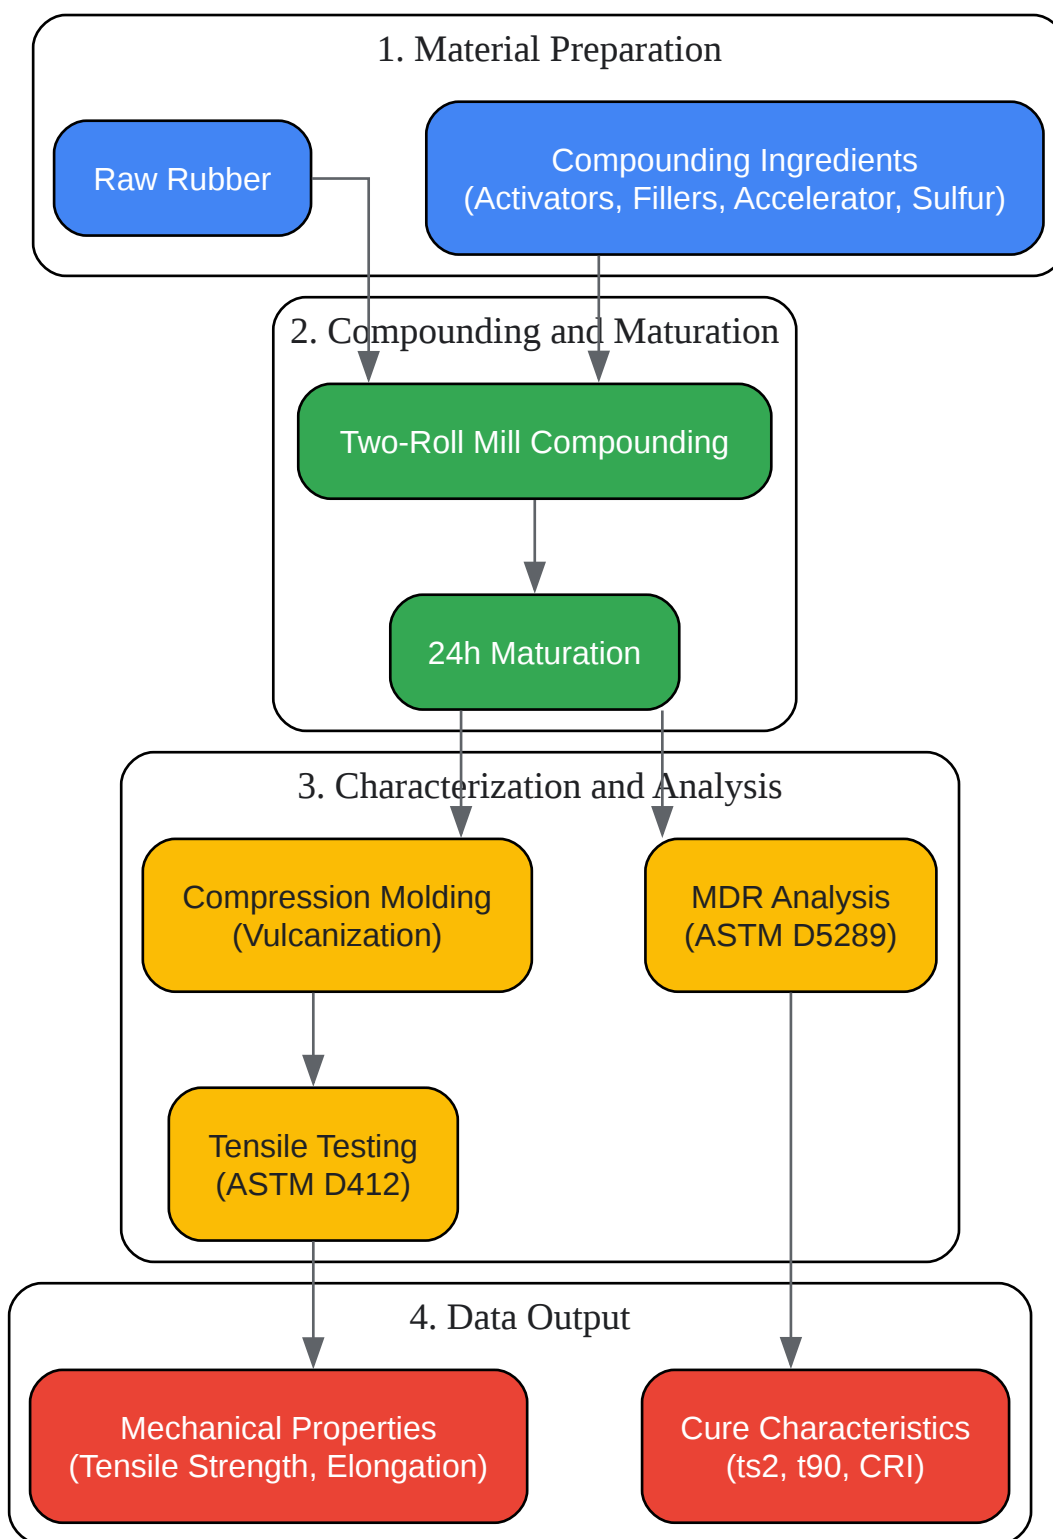 1. Material Preparation
Raw Rubber
Compounding Ingredients
(Activators, Fillers, Accelerator, Sulfur)
2. Compounding and Maturation
Two-Roll Mill Compounding
24h Maturation
3. Characterization and Analysis
Compression Molding
(Vulcanization)
MDR Analysis
(ASTM D5289)
Tensile Testing
(ASTM D412)
4. Data Output
Mechanical Properties
(Tensile Strength, Elongation)
Cure Characteristics
(ts2, t90, CRI)